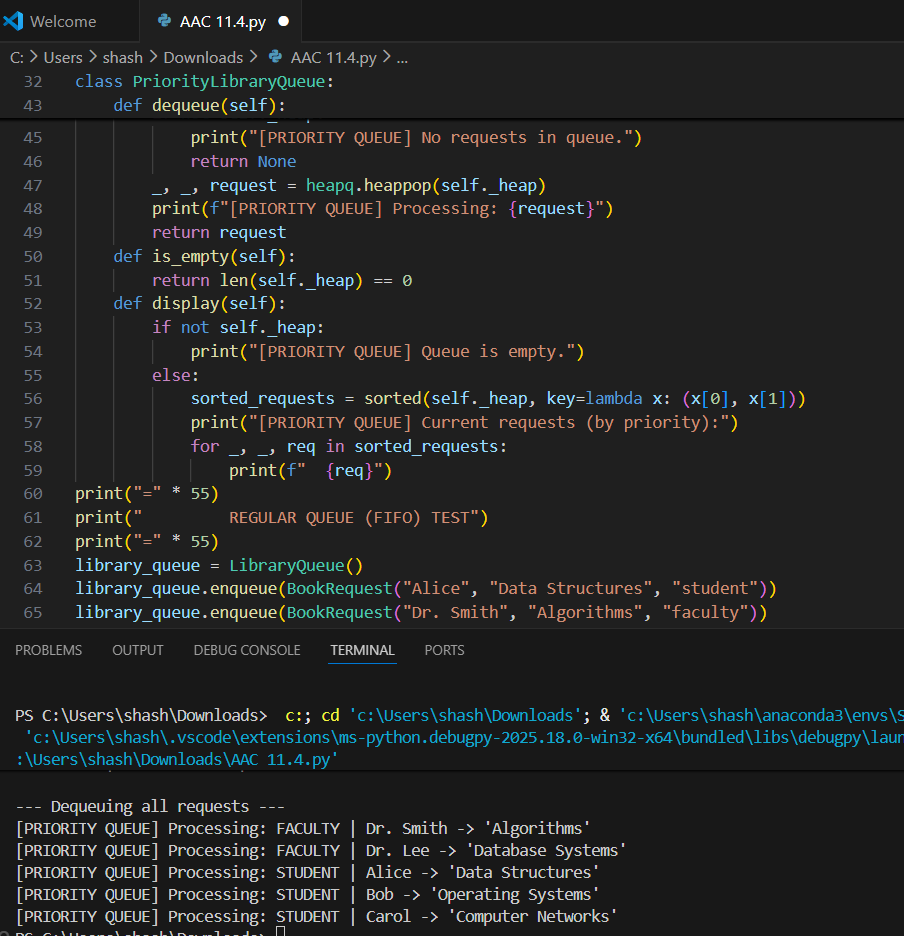 Welcome
AAC 11.4.py
C: > Users > shash > Downloads > AAC 11.4.py > ...
32 class PriorityLibraryQueue:
43     def dequeue(self):
45             print("[PRIORITY QUEUE] No requests in queue.")
46             return None
47         _, _, request = heapq.heappop(self._heap)
48         print(f"[PRIORITY QUEUE] Processing: {request}")
49         return request
50     def is_empty(self):
51         return len(self._heap) == 0
52     def display(self):
53         if not self._heap:
54             print("[PRIORITY QUEUE] Queue is empty.")
55         else:
56             sorted_requests = sorted(self._heap, key=lambda x: (x[0], x[1]))
57             print("[PRIORITY QUEUE] Current requests (by priority):")
58             for _, _, req in sorted_requests:
59                 print(f"  {req}")
60 print("=" * 55)
61 print("         REGULAR QUEUE (FIFO) TEST")
62 print("=" * 55)
63 library_queue = LibraryQueue()
64 library_queue.enqueue(BookRequest("Alice", "Data Structures", "student"))
65 library_queue.enqueue(BookRequest("Dr. Smith", "Algorithms", "faculty"))
PROBLEMS OUTPUT DEBUG CONSOLE TERMINAL PORTS
PS C:\Users\shash\Downloads>  c:; cd 'c:\Users\shash\Downloads'; & 'c:\Users\shash\anaconda3\envs\S
 'c:\Users\shash\.vscode\extensions\ms-python.debugpy-2025.18.0-win32-x64\bundled\libs\debugpy\laun
:\Users\shash\Downloads\AAC 11.4.py'
--- Dequeuing all requests ---
[PRIORITY QUEUE] Processing: FACULTY | Dr. Smith -> 'Algorithms'
[PRIORITY QUEUE] Processing: FACULTY | Dr. Lee -> 'Database Systems'
[PRIORITY QUEUE] Processing: STUDENT | Alice -> 'Data Structures'
[PRIORITY QUEUE] Processing: STUDENT | Bob -> 'Operating Systems'
[PRIORITY QUEUE] Processing: STUDENT | Carol -> 'Computer Networks'
PS C:\Users\shash\Downloads>